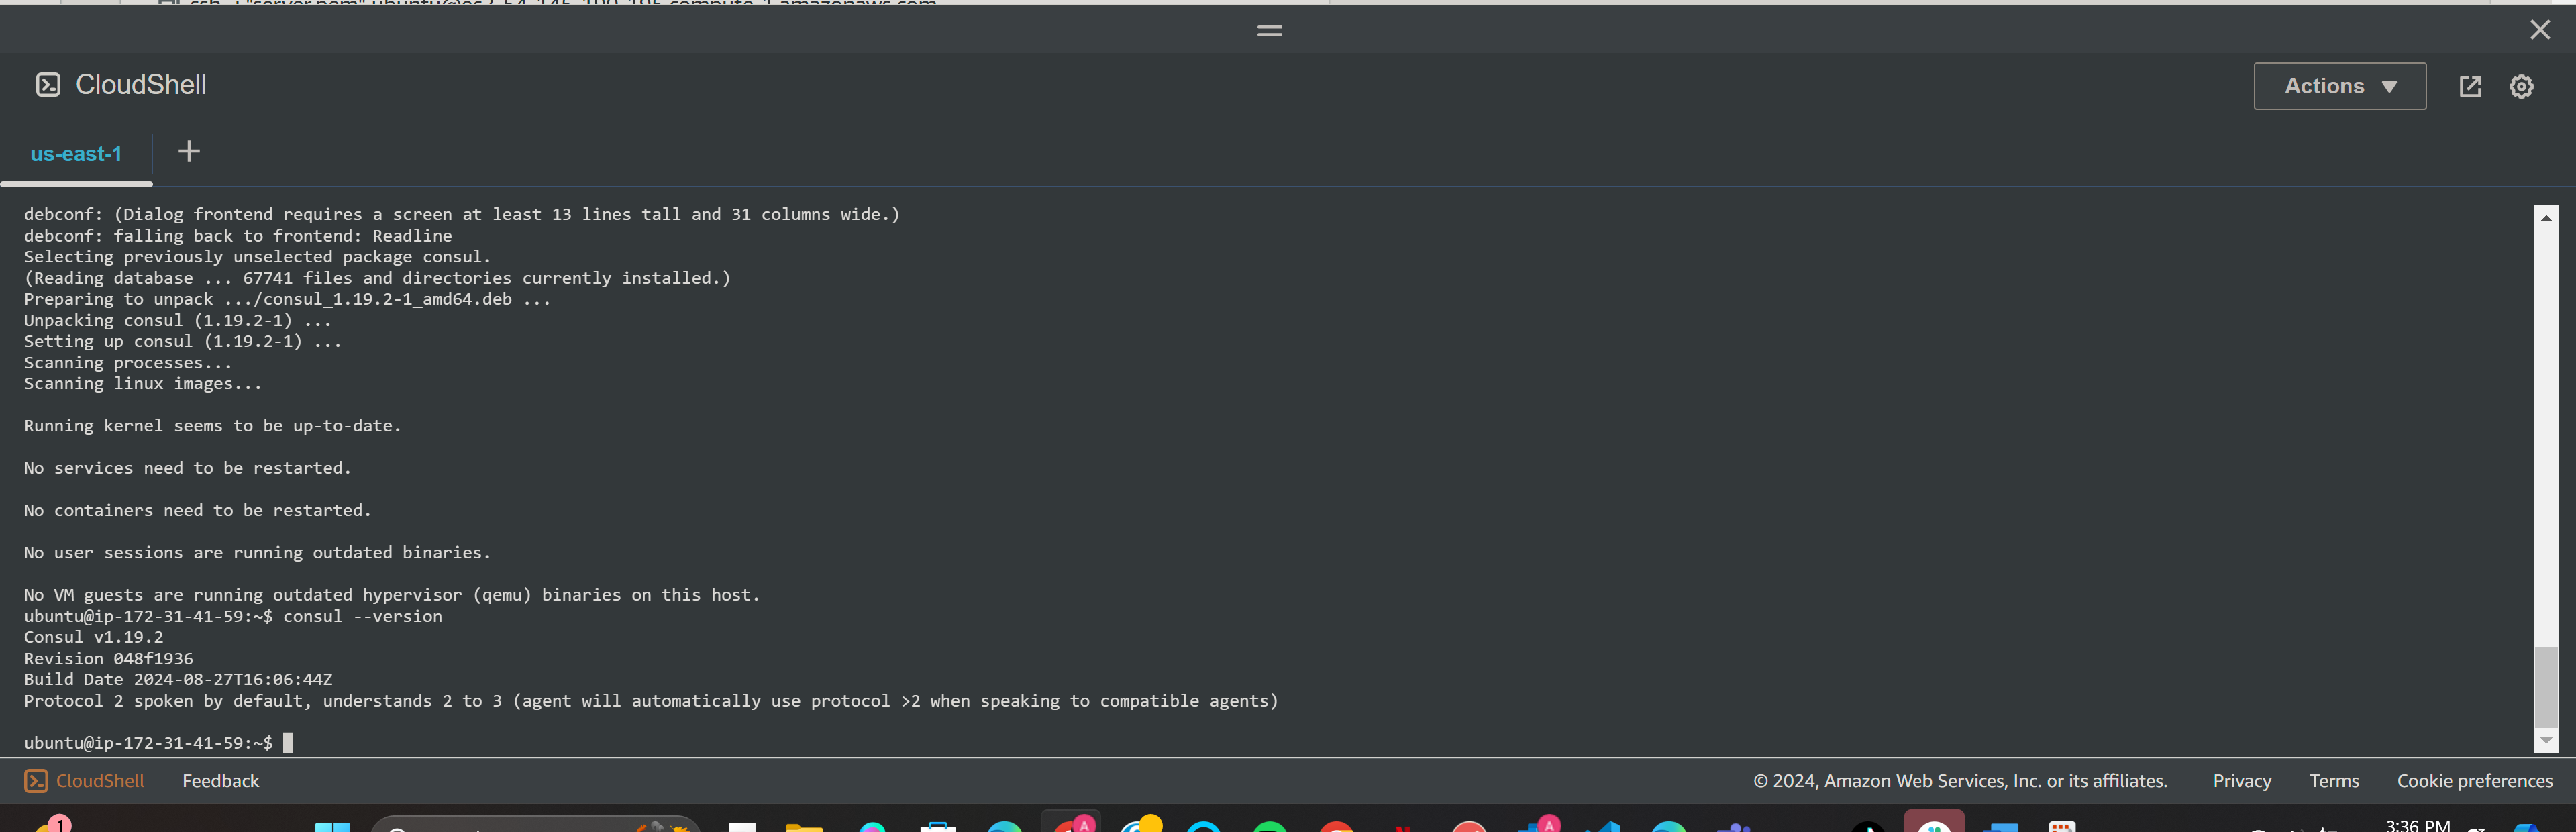 CloudShell
Actions
us-east-1
debconf: (Dialog frontend requires a screen at least 13 lines tall and 31 columns wide.)
debconf: falling back to frontend: Readline
Selecting previously unselected package consul.
(Reading database ... 67741 files and directories currently installed.)
Preparing to unpack .../consul_1.19.2-1_amd64.deb ...
Unpacking consul (1.19.2-1) ...
Setting up consul (1.19.2-1) ...
Scanning processes...
Scanning linux images...
Running kernel seems to be up-to-date.
No services need to be restarted.
No containers need to be restarted.
No user sessions are running outdated binaries.
No VM guests are running outdated hypervisor (qemu) binaries on this host.
ubuntu@ip-172-31-41-59:~$ consul --version
Consul v1.19.2
Revision 048f1936
Build Date 2024-08-27T16:06:44Z
Protocol 2 spoken by default, understands 2 to 3 (agent will automatically use protocol >2 when speaking to compatible agents)
ubuntu@ip-172-31-41-59:~$
CloudShell Feedback © 2024, Amazon Web Services, Inc. or its affiliates. Privacy Terms Cookie preferences
1 A A 3:36 PM